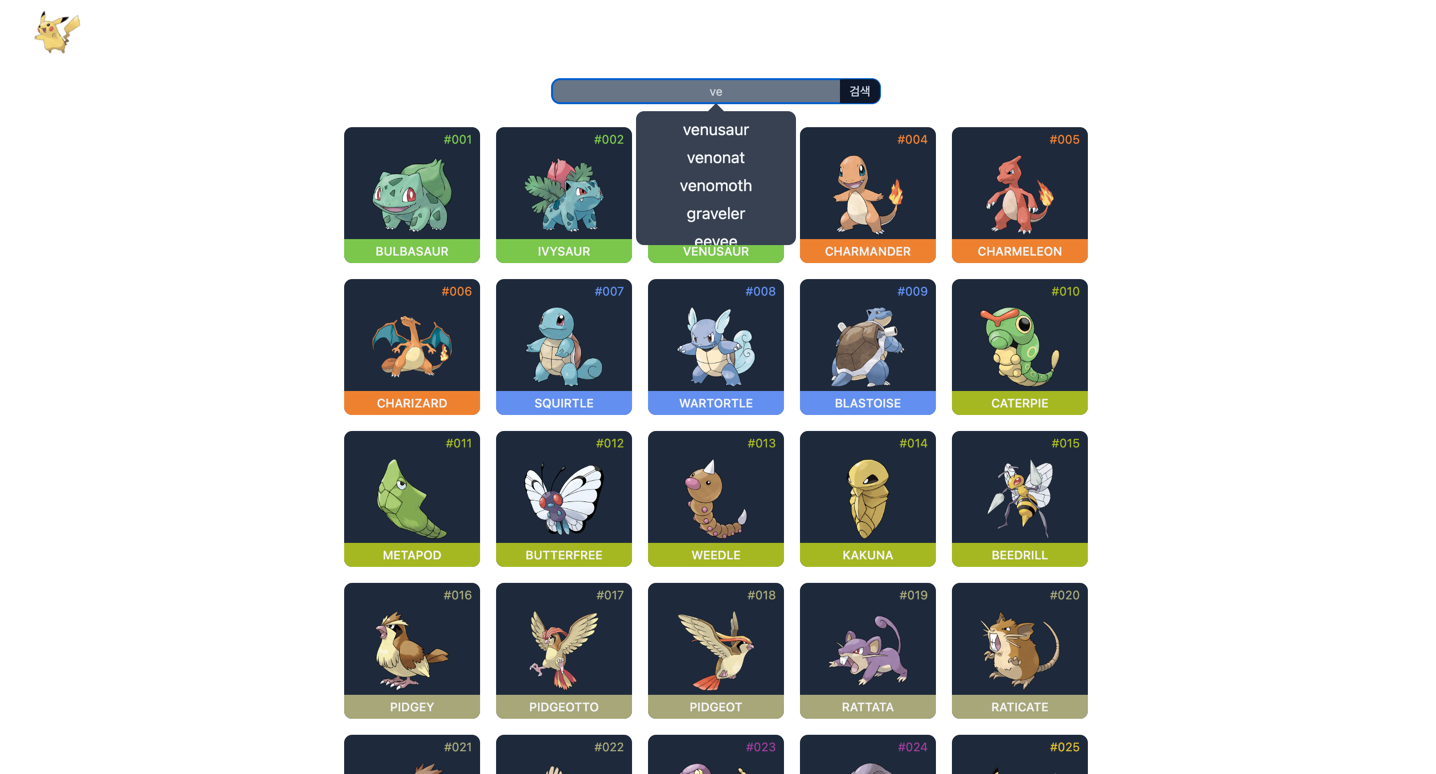 ve
검색
venusaur
venonat
venomoth
graveler
eevee
#001
#002
#004
#005
BULBASAUR
IVYSAUR
VENUSAUR
CHARMANDER
CHARMELEON
#006
#007
#008
#009
#010
CHARIZARD
SQUIRTLE
WARTORTLE
BLASTOISE
CATERPIE
#011
#012
#013
#014
#015
METAPOD
BUTTERFREE
WEEDLE
KAKUNA
BEEDRILL
#016
#017
#018
#019
#020
PIDGEY
PIDGEOTTO
PIDGEOT
RATTATA
RATICATE
#021
#022
#023
#024
#025